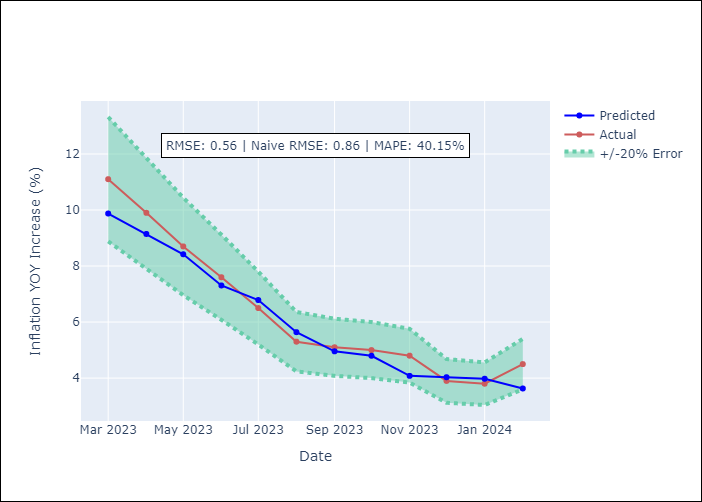 RMSE: 0.56 | Naive RMSE: 0.86 | MAPE: 40.15%
Predicted
Actual
+/-20% Error
Inflation YOY Increase (%)
12
10
8
6
4
Mar 2023 May 2023 Jul 2023 Sep 2023 Nov 2023 Jan 2024
Date